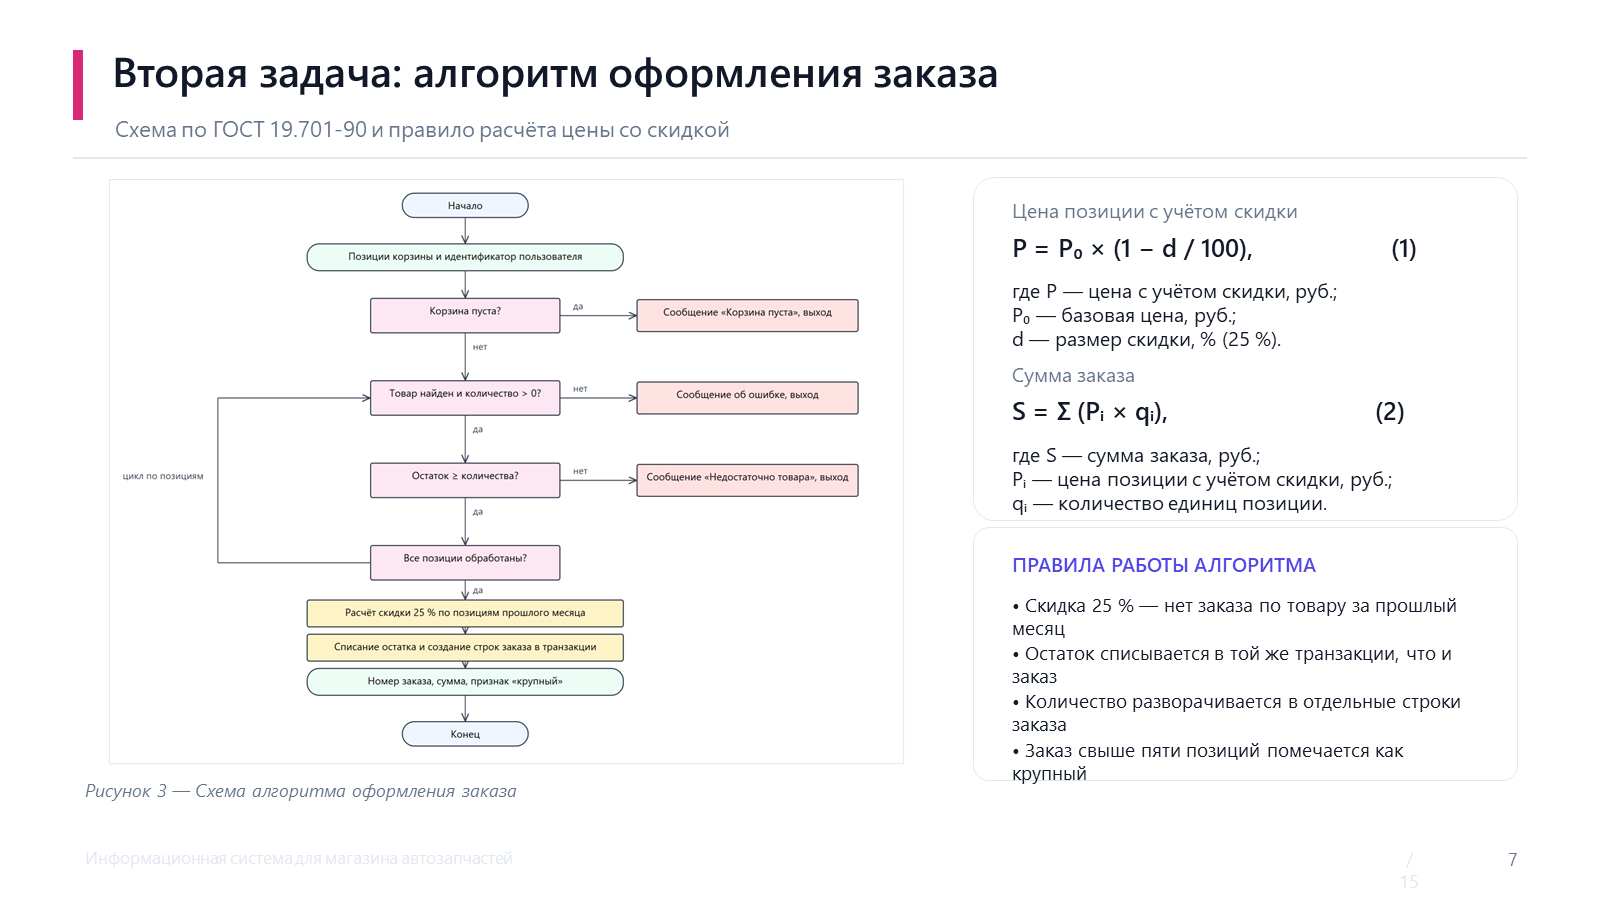 Вторая задача: алгоритм оформления заказа
Схема по ГОСТ 19.701-90 и правило расчёта цены со скидкой
Начало
Позиции корзины и идентификатор пользователя
Корзина пуста?
да
Сообщение «Корзина пуста», выход
нет
Товар найден и количество > 0?
нет
Сообщение об ошибке, выход
да
цикл по позициям
Остаток ≥ количества?
нет
Сообщение «Недостаточно товара», выход
да
Все позиции обработаны?
да
Расчёт скидки 25 % по позициям прошлого месяца
Списание остатка и создание строк заказа в транзакции
Номер заказа, сумма, признак «крупный»
Конец
Рисунок 3 — Схема алгоритма оформления заказа
Цена позиции с учётом скидки
P = P₀ × (1 − d / 100), (1)
где P — цена с учётом скидки, руб.;
P₀ — базовая цена, руб.;
d — размер скидки, % (25 %).
Сумма заказа
S = Σ (Pᵢ × qᵢ), (2)
где S — сумма заказа, руб.;
Pᵢ — цена позиции с учётом скидки, руб.;
qᵢ — количество единиц позиции.
ПРАВИЛА РАБОТЫ АЛГОРИТМА
• Скидка 25 % — нет заказа по товару за прошлый
месяц
• Остаток списывается в той же транзакции, что и
заказ
• Количество разворачивается в отдельные строки
заказа
• Заказ свыше пяти позиций помечается как
крупный
Информационная система для магазина автозапчастей
/
15
7